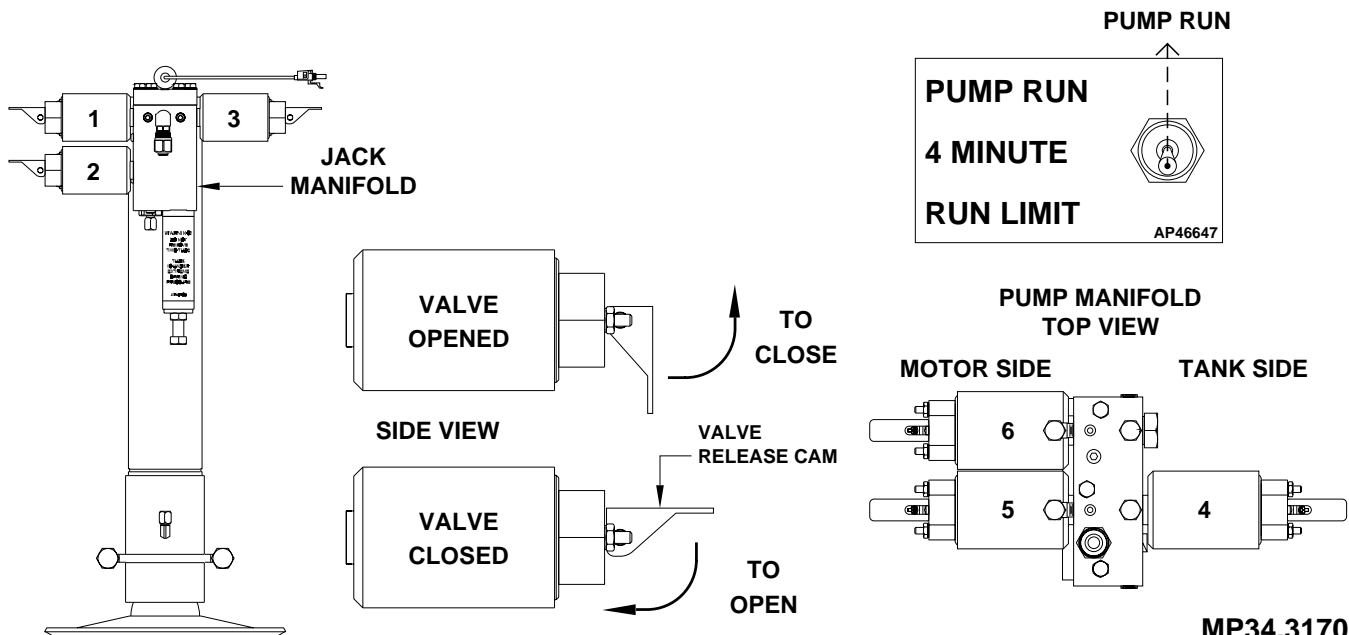 PUMP RUN
PUMP RUN
4 MINUTE
RUN LIMIT
AP46647
1
2
3
JACK
MANIFOLD
VALVE
OPENED
TO
CLOSE
SIDE VIEW
VALVE
RELEASE CAM
VALVE
CLOSED
TO
OPEN
PUMP MANIFOLD
TOP VIEW
MOTOR SIDE
TANK SIDE
6
5
4
MP34.3170